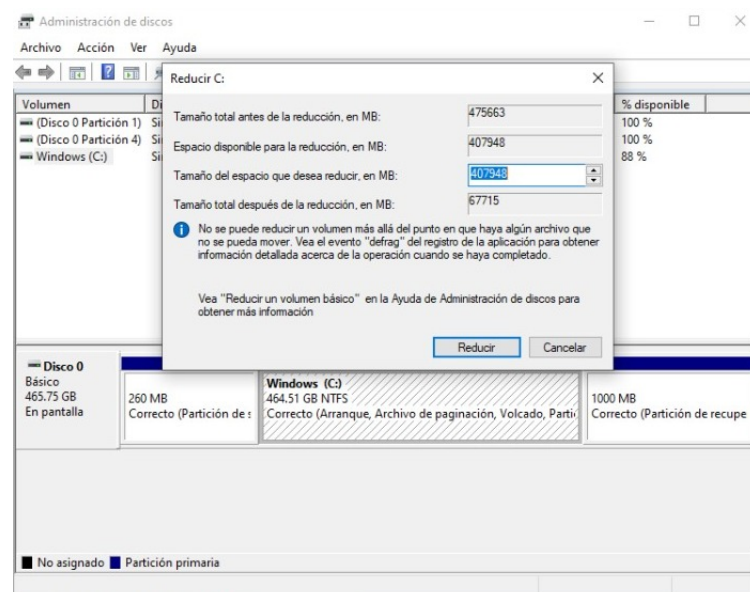 Administración de discos
Archivo Acción Ver Ayuda
Reducir C:
Volumen
% disponible
(Disco 0 Partición 1)
100 %
(Disco 0 Partición 4)
100 %
Windows (C:)
88 %
Tamaño total antes de la reducción, en MB: 475663
Espacio disponible para la reducción, en MB: 407948
Tamaño del espacio que desea reducir, en MB: 407948
Tamaño total después de la reducción, en MB: 67715
No se puede reducir un volumen más allá del punto en que haya algún archivo que
no se pueda mover. Vea el evento "defrag" del registro de la aplicación para obtener
información detallada acerca de la operación cuando se haya completado.
Vea "Reducir un volumen básico" en la Ayuda de Administración de discos para
obtener más información
Reducir Cancelar
Disco 0
Básico
465.75 GB
En pantalla
260 MB
Correcto (Partición de s
Windows (C:)
464.51 GB NTFS
Correcto (Arranque, Archivo de paginación, Volcado, Parti
1000 MB
Correcto (Partición de recupe
No asignado Partición primaria